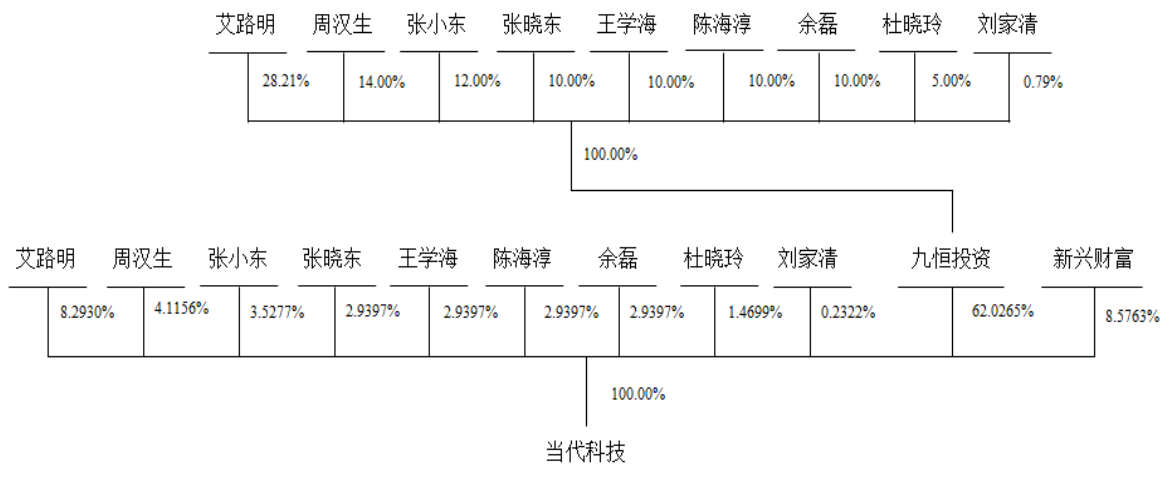 艾路明 周汉生 张小东 张晓东 王学海 陈海淳 余磊 杜晓玲 刘家清
28.21% 14.00% 12.00% 10.00% 10.00% 10.00% 10.00% 5.00% 0.79%
100.00%
艾路明 周汉生 张小东 张晓东 王学海 陈海淳 余磊 杜晓玲 刘家清 九恒投资 新兴财富
8.2930% 4.1156% 3.5277% 2.9397% 2.9397% 2.9397% 2.9397% 1.4699% 0.2322% 62.0265% 8.5763%
100.00%
当代科技